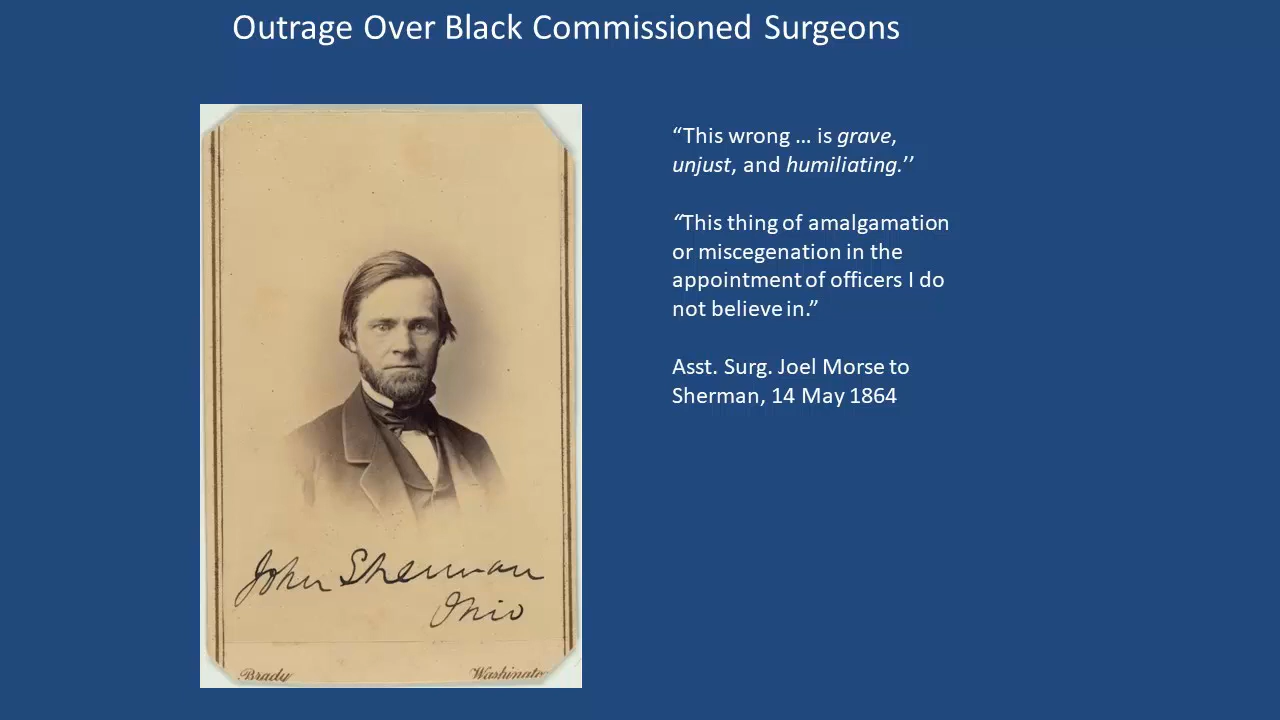 Outrage Over Black Commissioned Surgeons
“This wrong … is grave,
unjust, and humiliating.’’
“This thing of amalgamation
or miscegenation in the
appointment of officers I do
not believe in.”
Asst. Surg. Joel Morse to
Sherman, 14 May 1864
John Sherman
Ohio
Brady